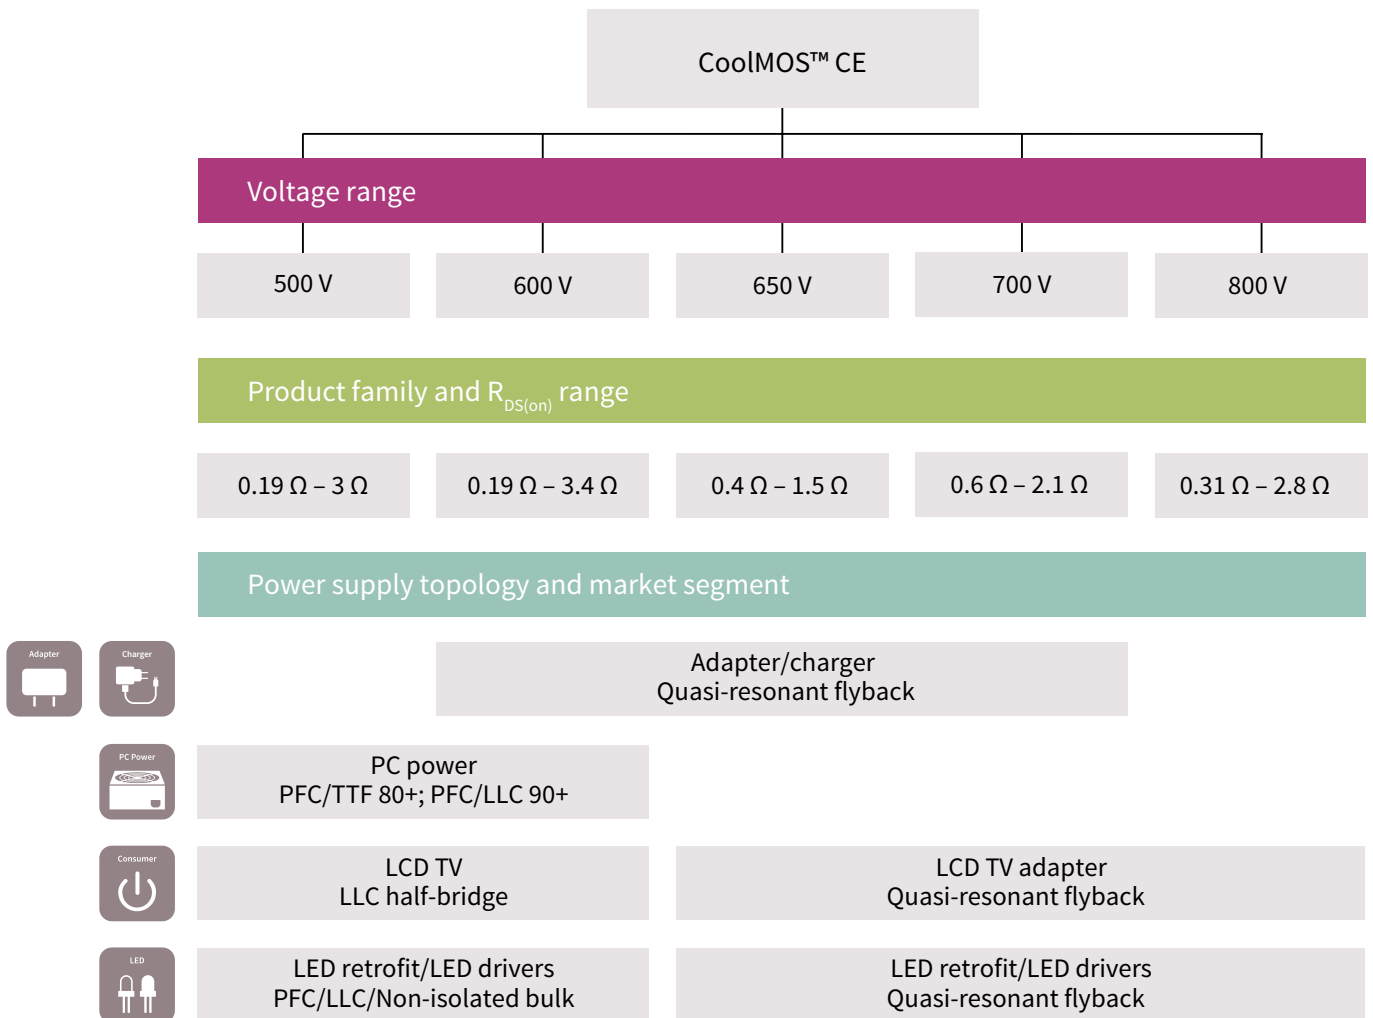 CoolMOS™ CE
Voltage range
500 V
600 V
650 V
700 V
800 V
Product family and RDS(on) range
0.19 Ω – 3 Ω
0.19 Ω – 3.4 Ω
0.4 Ω – 1.5 Ω
0.6 Ω – 2.1 Ω
0.31 Ω – 2.8 Ω
Power supply topology and market segment
Adapter
Charger
Adapter/charger
Quasi-resonant flyback
PC Power
PC power
PFC/TTF 80+; PFC/LLC 90+
Consumer
LCD TV
LLC half-bridge
LCD TV adapter
Quasi-resonant flyback
LED
LED retrofit/LED drivers
PFC/LLC/Non-isolated bulk
LED retrofit/LED drivers
Quasi-resonant flyback